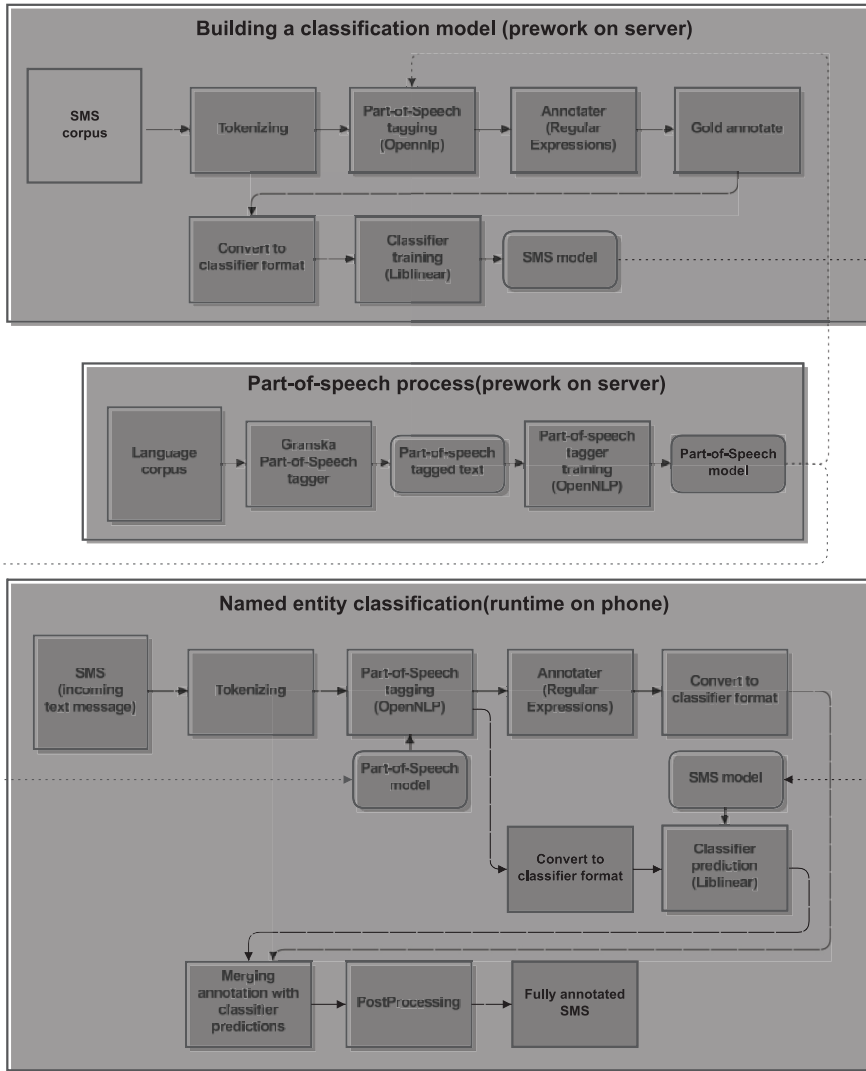 Building a classification model (prework on server)
SMS
corpus
Tokenizing
Part-of-Speech
tagging
(Opennlp)
Annotater
(Regular
Expressions)
Gold annotate
Convert to
classifier format
Classifier
training
(Liblinear)
SMS model
Part-of-speech process(prework on server)
Language
corpus
Granska
Part-of-Speech
tagger
Part-of-speech
tagged text
Part-of-speech
tagger
training
(OpenNLP)
Part-of-Speech
model
Named entity classification(runtime on phone)
SMS
(incoming
text message)
Tokenizing
Part-of-Speech
tagging
(OpenNLP)
Annotater
(Regular
Expressions)
Convert to
classifier format
Part-of-Speech
model
SMS model
Convert to
classifier format
Classifier
prediction
(Liblinear)
Merging
annotation with
classifier
predictions
PostProcessing
Fully annotated
SMS